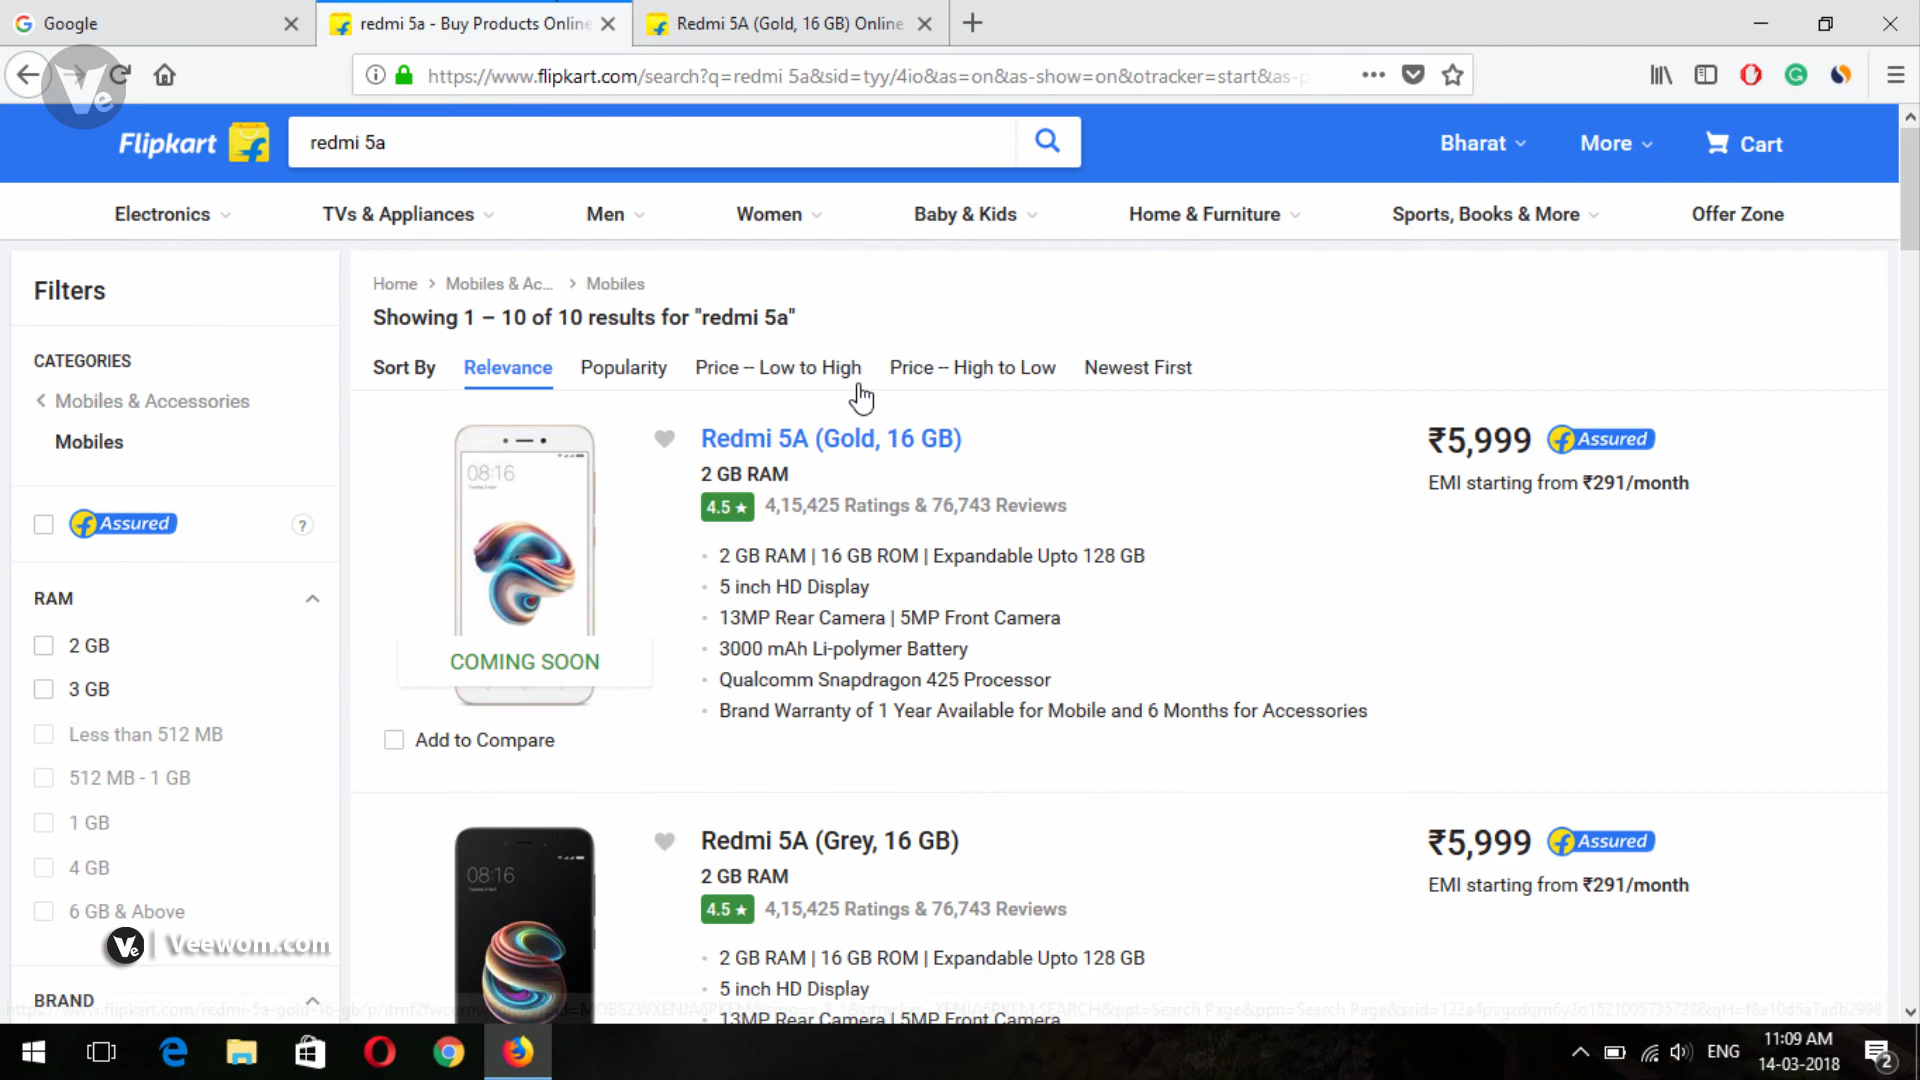 Google
redmi 5a - Buy Products Online
Redmi 5A (Gold, 16 GB) Online
Ve
https://www.flipkart.com/search?q=redmi 5a&sid=tyy/4io&as=on&as-show=on&otracker=start&as-p
Flipkart
redmi 5a
Bharat
More
Cart
Electronics
TVs & Appliances
Men
Women
Baby & Kids
Home & Furniture
Sports, Books & More
Offer Zone
Filters
CATEGORIES
Mobiles & Accessories
Mobiles
Assured
?
RAM
2 GB
3 GB
Less than 512 MB
512 MB - 1 GB
1 GB
4 GB
6 GB & Above
Ve | Veewom.com
BRAND
Home > Mobiles & Ac... > Mobiles
Showing 1 – 10 of 10 results for "redmi 5a"
Sort By Relevance Popularity Price -- Low to High Price -- High to Low Newest First
08:16
COMING SOON
Add to Compare
Redmi 5A (Gold, 16 GB)
2 GB RAM
4.5 ★ 4,15,425 Ratings & 76,743 Reviews
2 GB RAM | 16 GB ROM | Expandable Upto 128 GB
5 inch HD Display
13MP Rear Camera | 5MP Front Camera
3000 mAh Li-polymer Battery
Qualcomm Snapdragon 425 Processor
Brand Warranty of 1 Year Available for Mobile and 6 Months for Accessories
₹5,999 Assured
EMI starting from ₹291/month
08:16
Redmi 5A (Grey, 16 GB)
2 GB RAM
4.5 ★ 4,15,425 Ratings & 76,743 Reviews
2 GB RAM | 16 GB ROM | Expandable Upto 128 GB
5 inch HD Display
13MP Rear Camera | 5MP Front Camera
₹5,999 Assured
EMI starting from ₹291/month
ENG
11:09 AM
14-03-2018
2